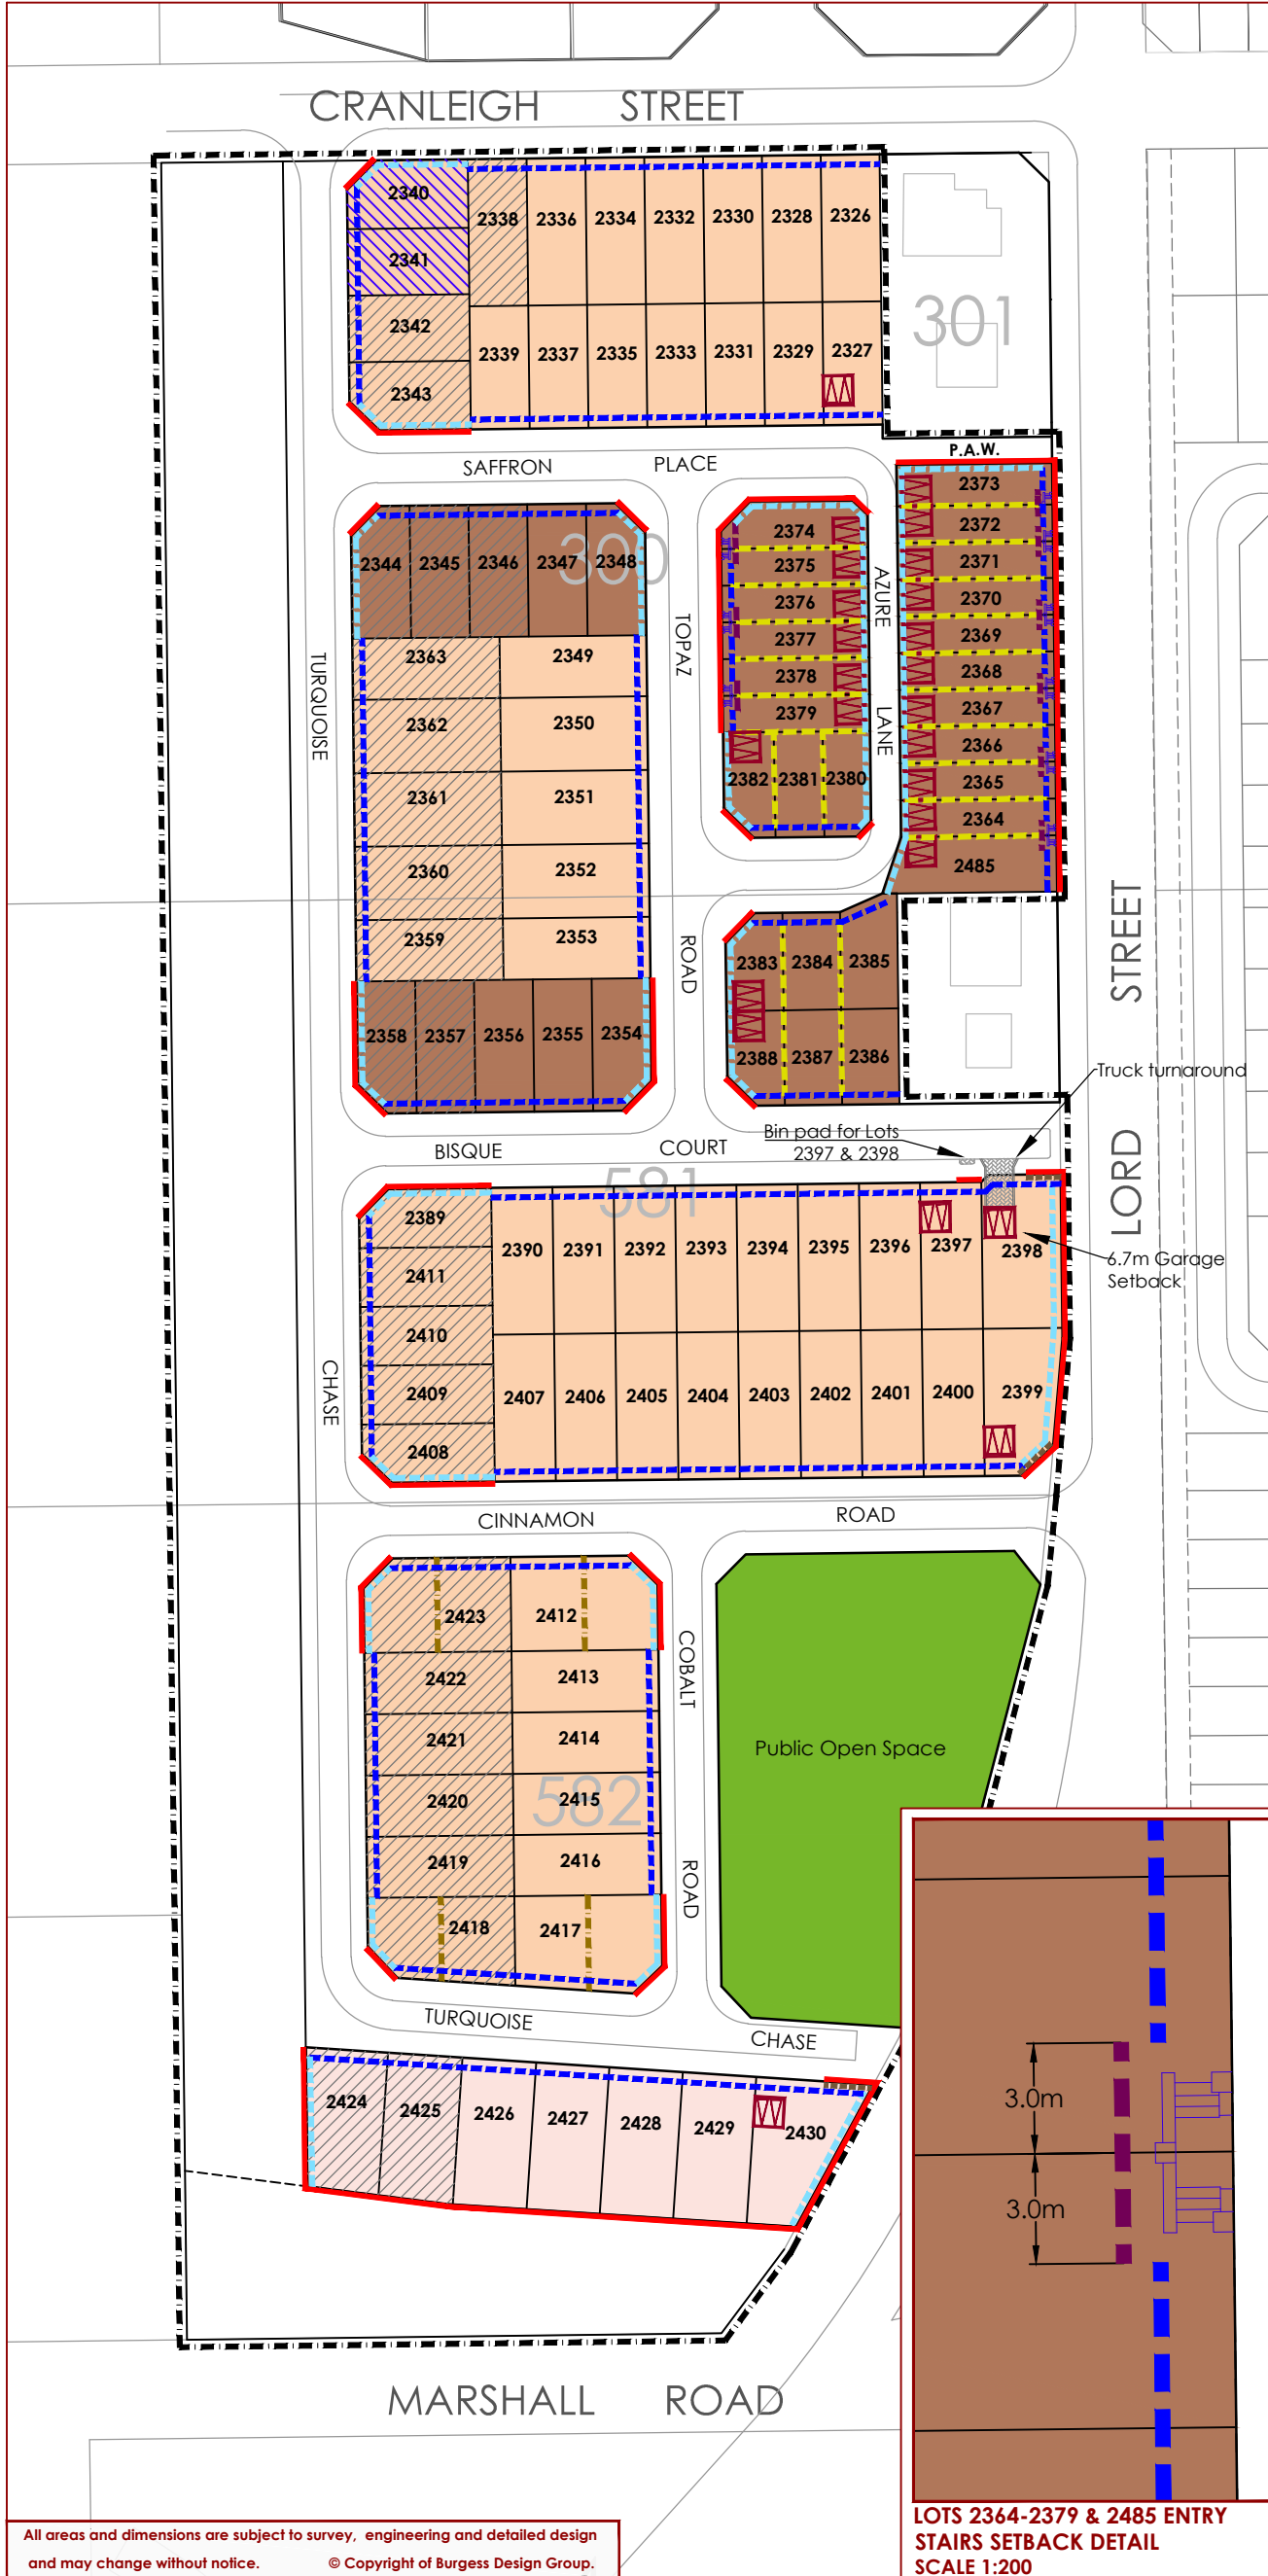 CRANLEIGH STREET
2340
2338 2336 2334 2332 2330 2328 2326
2341
301
2342
2339 2337 2335 2333 2331 2329 2327
2343
P.A.W.
SAFFRON PLACE
2373
2372
2374
2344 2345 2346 2347 2348
300
2375
2371
AZURE
2376
2370
TOPAZ
2377
2369
TURQUOISE
2363 2349
2378
2368
2379
2367
LANE
2362 2350
2366
2382 2381 2380
2365
2361 2351
2364
2360 2352
2485
2359 2353
ROAD
2383 2384 2385
LORD STREET
2358 2357 2356 2355 2354
2388 2387 2386
Truck turnaround
Bin pad for Lots
2397 & 2398
BISQUE COURT
581
2389
2390 2391 2392 2393 2394 2395 2396 2397 2398
6.7m Garage
Setback
2411
2410
CHASE
2409
2407 2406 2405 2404 2403 2402 2401 2400 2399
2408
CINNAMON ROAD
2423 2412
COBALT
2422 2413
2421 2414
Public Open Space
582
2420 2415
2419 2416
ROAD
2418 2417
TURQUOISE CHASE
2424 2425 2426 2427 2428 2429 2430
3.0m
3.0m
MARSHALL ROAD
LOTS 2364-2379 & 2485 ENTRY
STAIRS SETBACK DETAIL
SCALE 1:200
All areas and dimensions are subject to survey, engineering and detailed design
and may change without notice. © Copyright of Burgess Design Group.